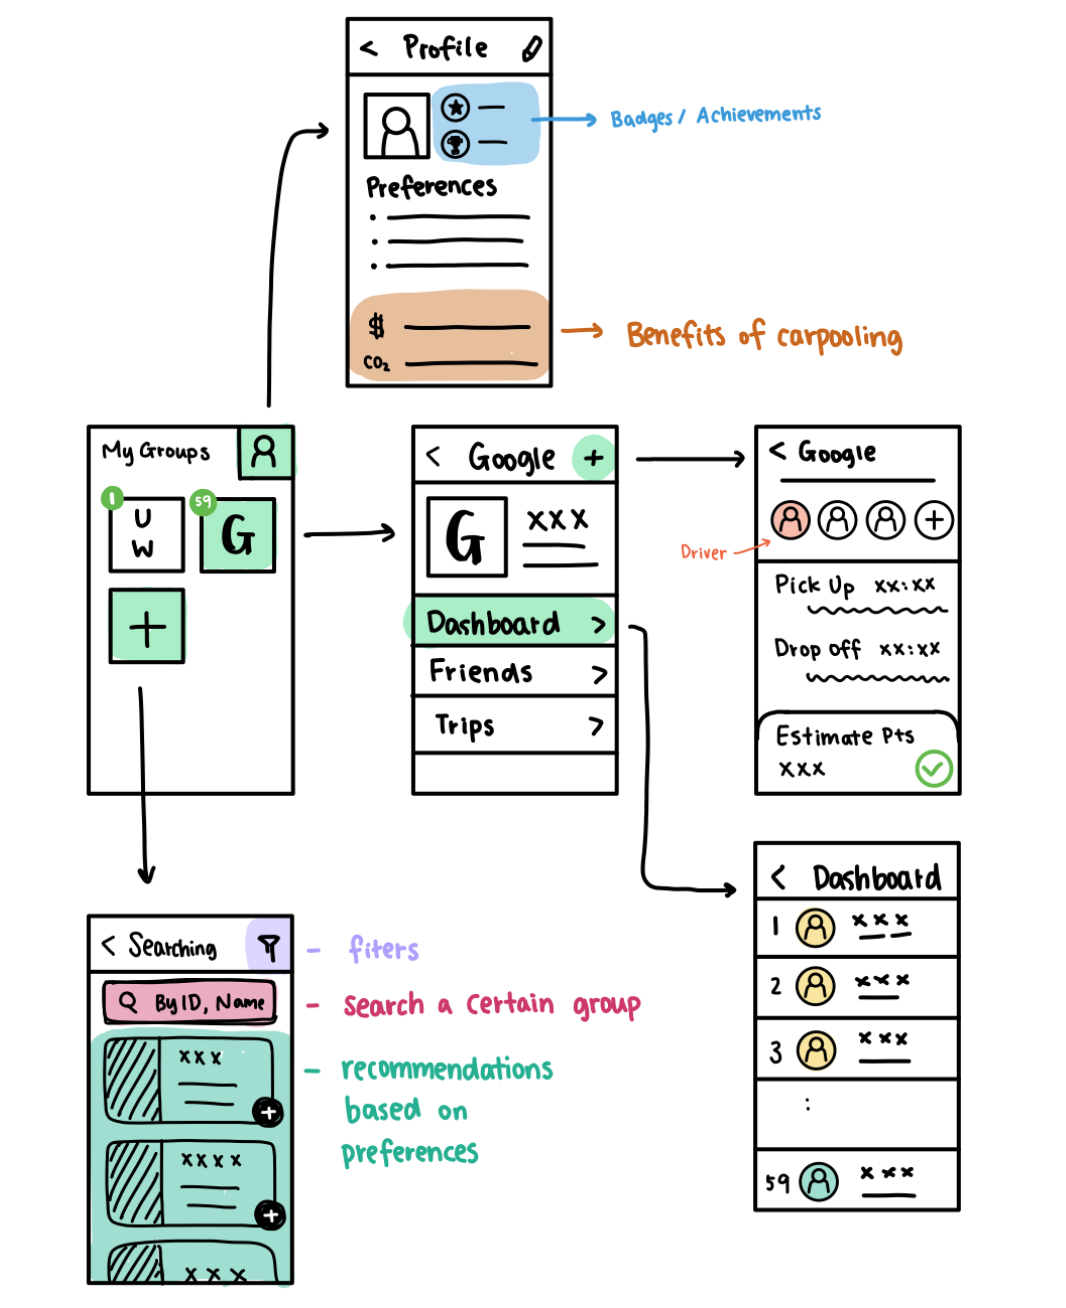 < Profile
Badges / Achievements
Preferences
$
CO₂
Benefits of carpooling
My Groups
1
59
U
W
G
+
< Google +
G xxx
Dashboard >
Friends >
Trips >
< Google
+
Driver
Pick Up xx:xx
Drop off xx:xx
Estimate Pts
xxx
< Dashboard
1 xxx
2 xxx
3 xxx
:
59 xxx
< Searching
- fiters
By ID, Name
- Search a certain group
xxx
+
- recommendations
based on
preferences
xxxx
+
xxx